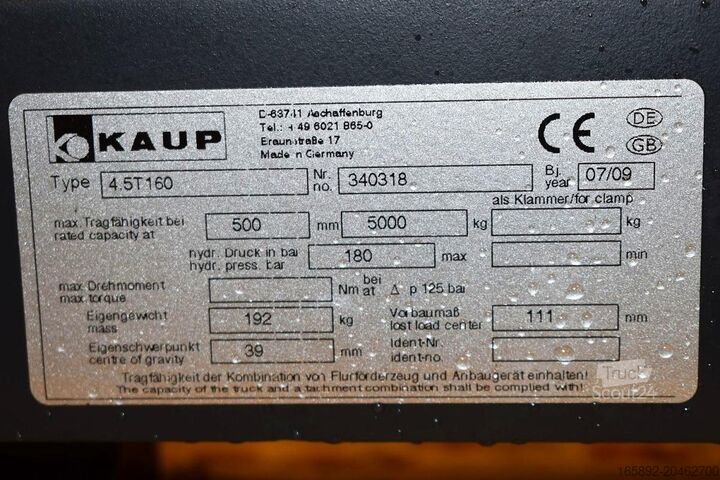 KAUP
D-63741 Aschaffenburg
Tel.: +49 6021 865-0
Braunstraße 17
Made in Germany
CE
DE
GB
Type 4.5T160 Nr. no. 340318 Bj. year 07/09
als Klammer/for clamp
max. Tragfähigkeit bei rated capacity at 500 mm 5000 kg kg
hydr. Druck in bar hydr. press. bar 180 max min
max. Drehmoment max. torque Nm bei at Δ p 125 bar
Eigengewicht mass 192 kg Vorbaumaß lost load center 111 mm
Eigenschwerpunkt centre of gravity 39 mm Ident-Nr. ident-no.
Tragfähigkeit der Kombination von Flurförderzeug und Anbaugerät einhalten!
The capacity of the truck and attachment combination shall be complied with!
Truck
Scout24
165892-20462702